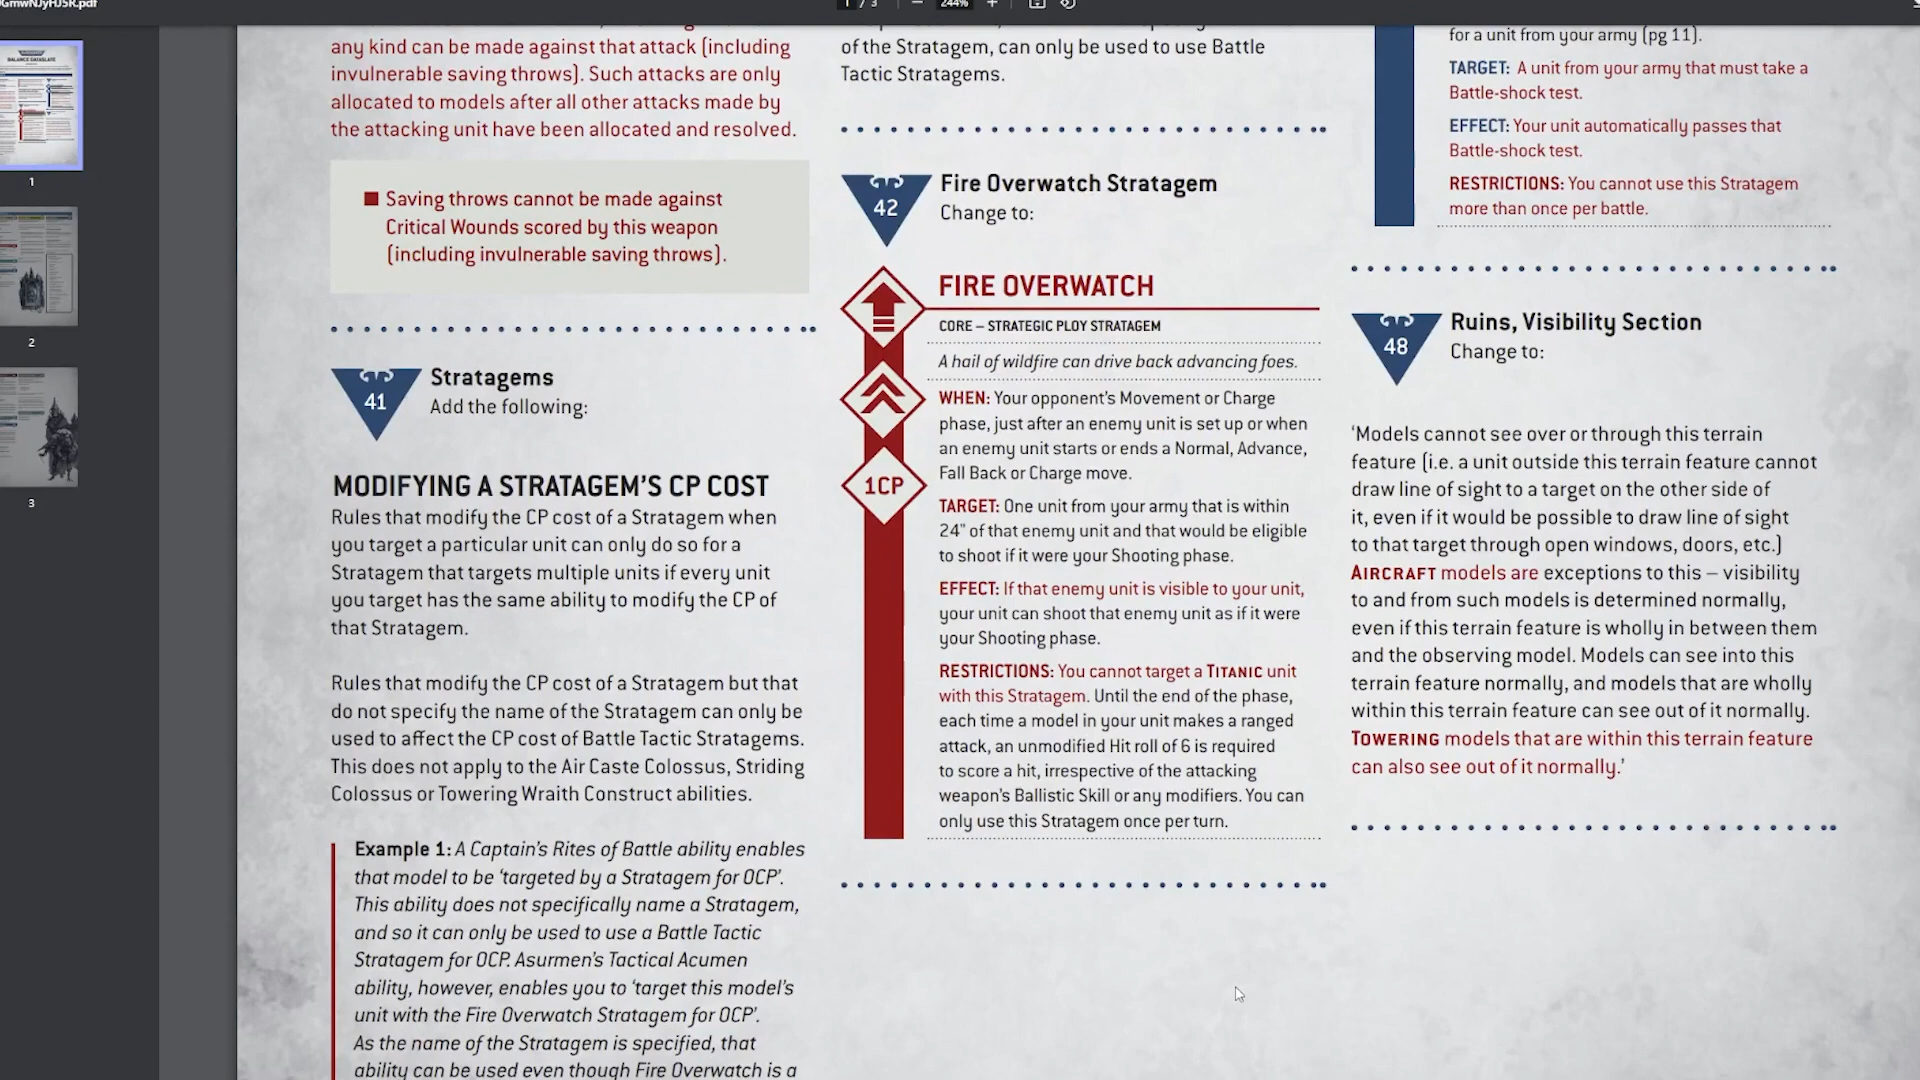 GmwNJyHJ5R.pdf
1 / 3
244%
1
2
3
any kind can be made against that attack (including
invulnerable saving throws). Such attacks are only
allocated to models after all other attacks made by
the attacking unit have been allocated and resolved.
■ Saving throws cannot be made against
Critical Wounds scored by this weapon
(including invulnerable saving throws).
41
Stratagems
Add the following:
MODIFYING A STRATAGEM'S CP COST
Rules that modify the CP cost of a Stratagem when
you target a particular unit can only do so for a
Stratagem that targets multiple units if every unit
you target has the same ability to modify the CP of
that Stratagem.
Rules that modify the CP cost of a Stratagem but that
do not specify the name of the Stratagem can only be
used to affect the CP cost of Battle Tactic Stratagems.
This does not apply to the Air Caste Colossus, Striding
Colossus or Towering Wraith Construct abilities.
Example 1: A Captain's Rites of Battle ability enables
that model to be 'targeted by a Stratagem for 0CP'.
This ability does not specifically name a Stratagem,
and so it can only be used to use a Battle Tactic
Stratagem for 0CP. Asurmen's Tactical Acumen
ability, however, enables you to 'target this model's
unit with the Fire Overwatch Stratagem for 0CP'.
As the name of the Stratagem is specified, that
ability can be used even though Fire Overwatch is a
of the Stratagem, can only be used to use Battle
Tactic Stratagems.
42
Fire Overwatch Stratagem
Change to:
FIRE OVERWATCH
CORE – STRATEGIC PLOY STRATAGEM
A hail of wildfire can drive back advancing foes.
1CP
WHEN: Your opponent's Movement or Charge
phase, just after an enemy unit is set up or when
an enemy unit starts or ends a Normal, Advance,
Fall Back or Charge move.
TARGET: One unit from your army that is within
24" of that enemy unit and that would be eligible
to shoot if it were your Shooting phase.
EFFECT: If that enemy unit is visible to your unit,
your unit can shoot that enemy unit as if it were
your Shooting phase.
RESTRICTIONS: You cannot target a TITANIC unit
with this Stratagem. Until the end of the phase,
each time a model in your unit makes a ranged
attack, an unmodified Hit roll of 6 is required
to score a hit, irrespective of the attacking
weapon's Ballistic Skill or any modifiers. You can
only use this Stratagem once per turn.
for a unit from your army (pg 11).
TARGET: A unit from your army that must take a
Battle-shock test.
EFFECT: Your unit automatically passes that
Battle-shock test.
RESTRICTIONS: You cannot use this Stratagem
more than once per battle.
48
Ruins, Visibility Section
Change to:
'Models cannot see over or through this terrain
feature (i.e. a unit outside this terrain feature cannot
draw line of sight to a target on the other side of
it, even if it would be possible to draw line of sight
to that target through open windows, doors, etc.)
AIRCRAFT models are exceptions to this – visibility
to and from such models is determined normally,
even if this terrain feature is wholly in between them
and the observing model. Models can see into this
terrain feature normally, and models that are wholly
within this terrain feature can see out of it normally.
TOWERING models that are within this terrain feature
can also see out of it normally.'